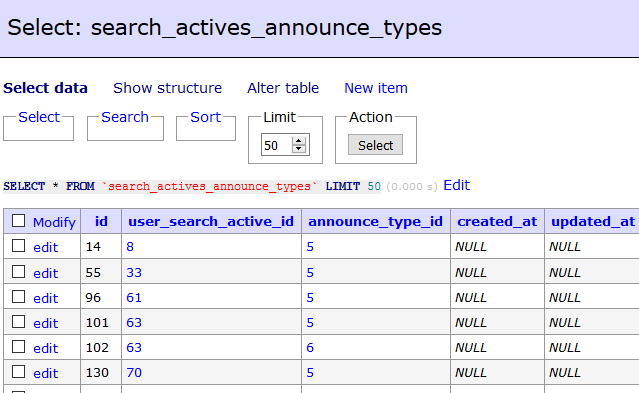 Select: search_actives_announce_types
Select data Show structure Alter table New item
Select Search Sort Limit Action
50 Select
SELECT * FROM `search_actives_announce_types` LIMIT 50 (0.000 s) Edit
Modify id user_search_active_id announce_type_id created_at updated_at
edit 14 8 5 NULL NULL
edit 55 33 5 NULL NULL
edit 96 61 5 NULL NULL
edit 101 63 5 NULL NULL
edit 102 63 6 NULL NULL
edit 130 70 5 NULL NULL